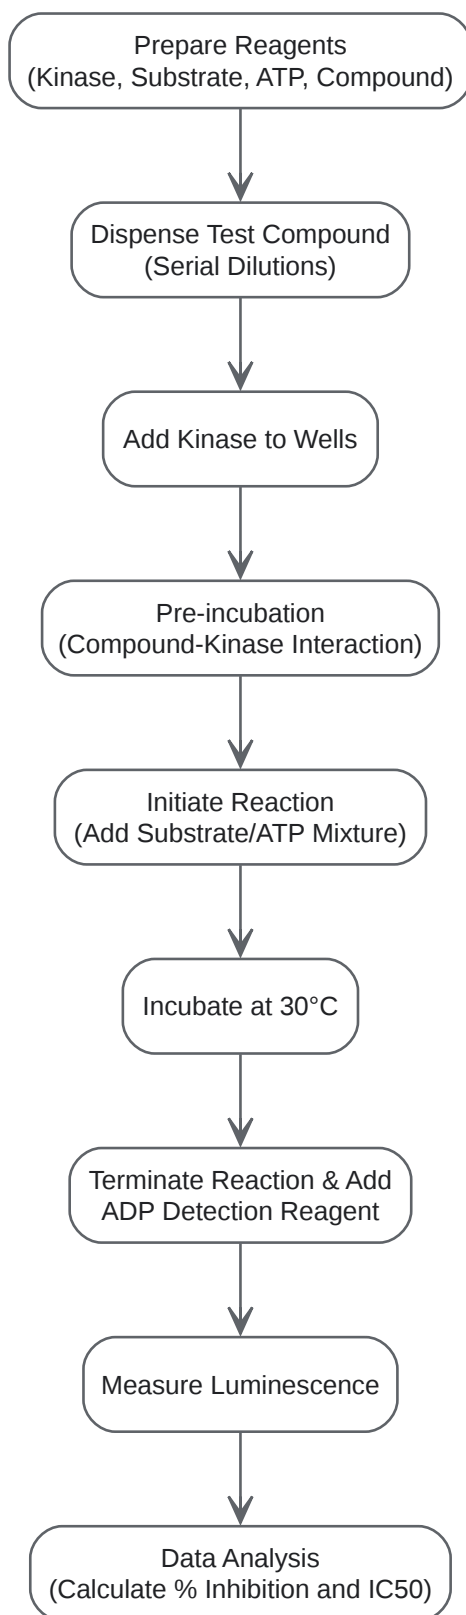 Prepare Reagents
(Kinase, Substrate, ATP, Compound)
Dispense Test Compound
(Serial Dilutions)
Add Kinase to Wells
Pre-incubation
(Compound-Kinase Interaction)
Initiate Reaction
(Add Substrate/ATP Mixture)
Incubate at 30°C
Terminate Reaction & Add
ADP Detection Reagent
Measure Luminescence
Data Analysis
(Calculate % Inhibition and IC50)